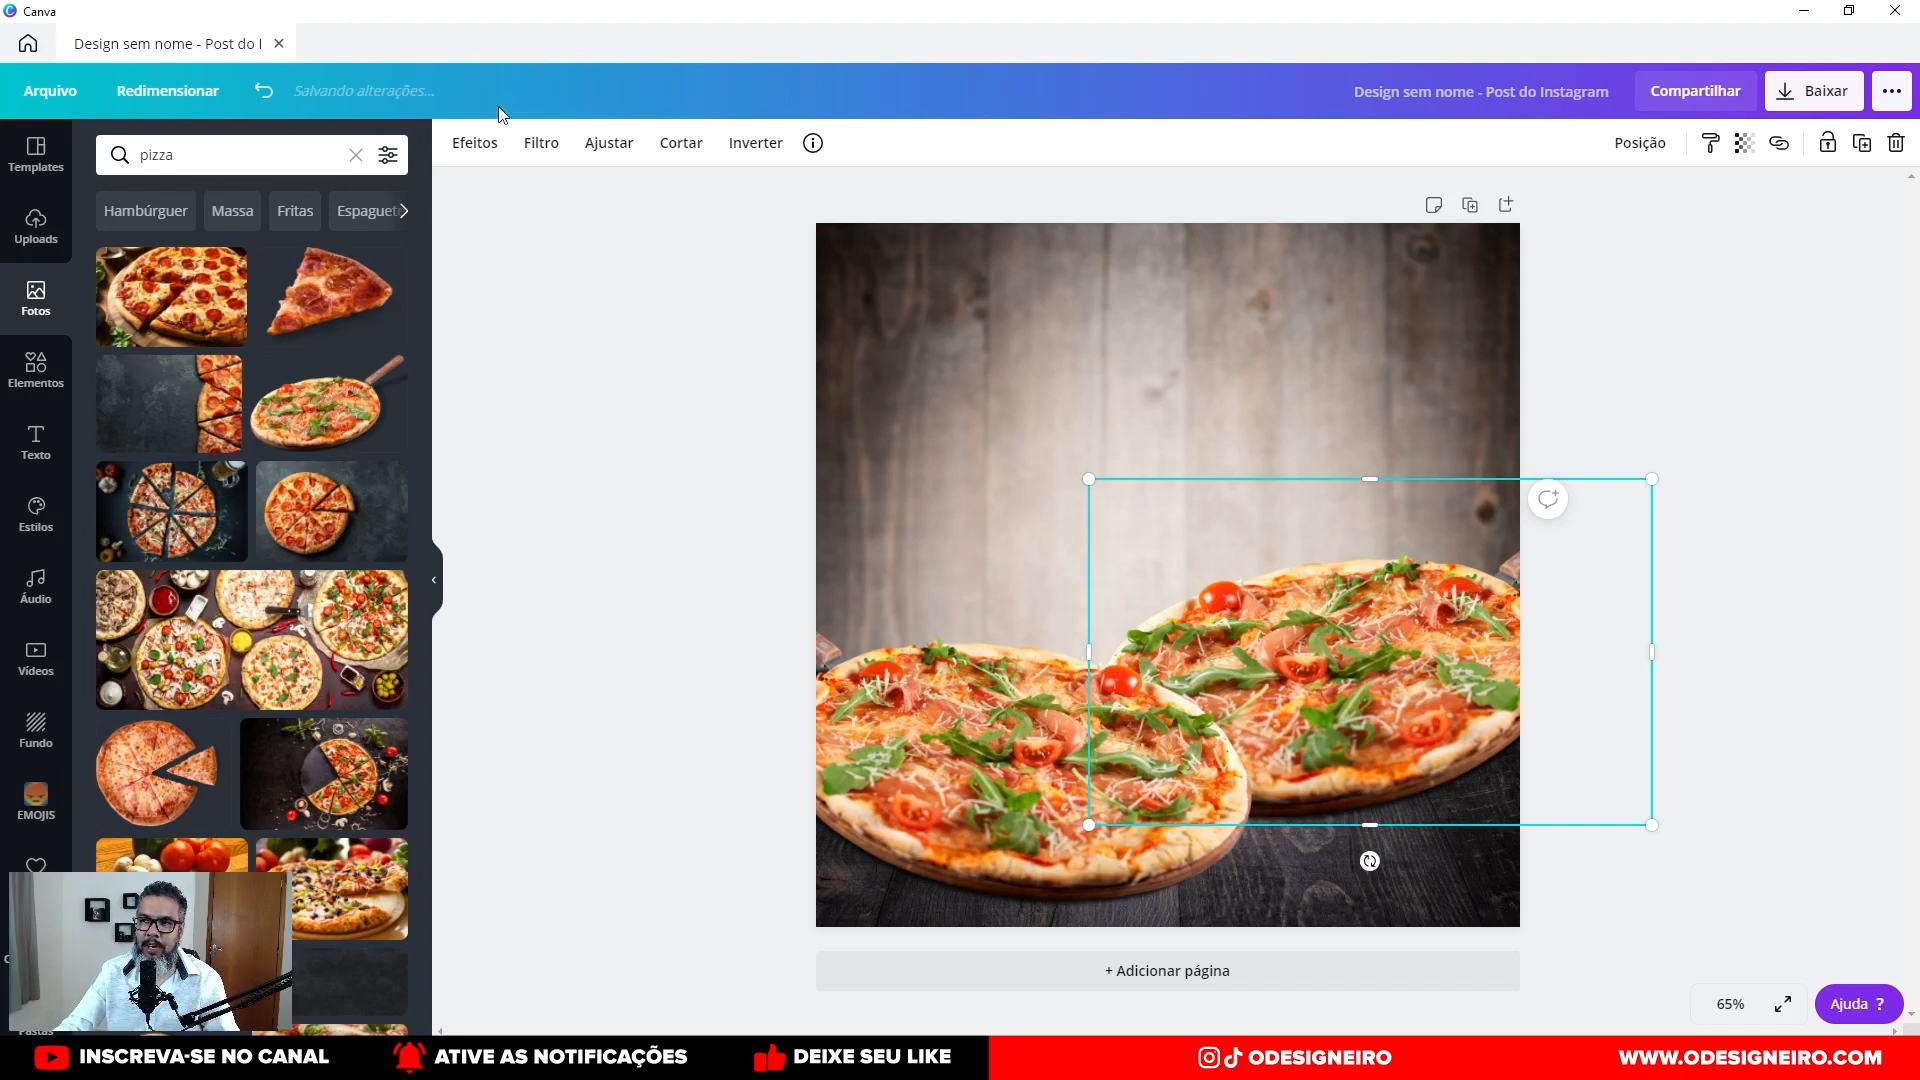 Canva
Design sem nome - Post do I
Arquivo
Redimensionar
Salvando alterações...
Design sem nome - Post do Instagram
Compartilhar
Baixar
Templates
Uploads
Fotos
Elementos
Texto
Estilos
Áudio
Vídeos
Fundo
EMOJIS
pizza
Hambúrguer
Massa
Fritas
Efeitos
Filtro
Ajustar
Cortar
Inverter
Posição
+ Adicionar página
65%
Ajuda ?
INSCREVA-SE NO CANAL
ATIVE AS NOTIFICAÇÕES
DEIXE SEU LIKE
ODESIGNEIRO
WWW.ODESIGNEIRO.COM